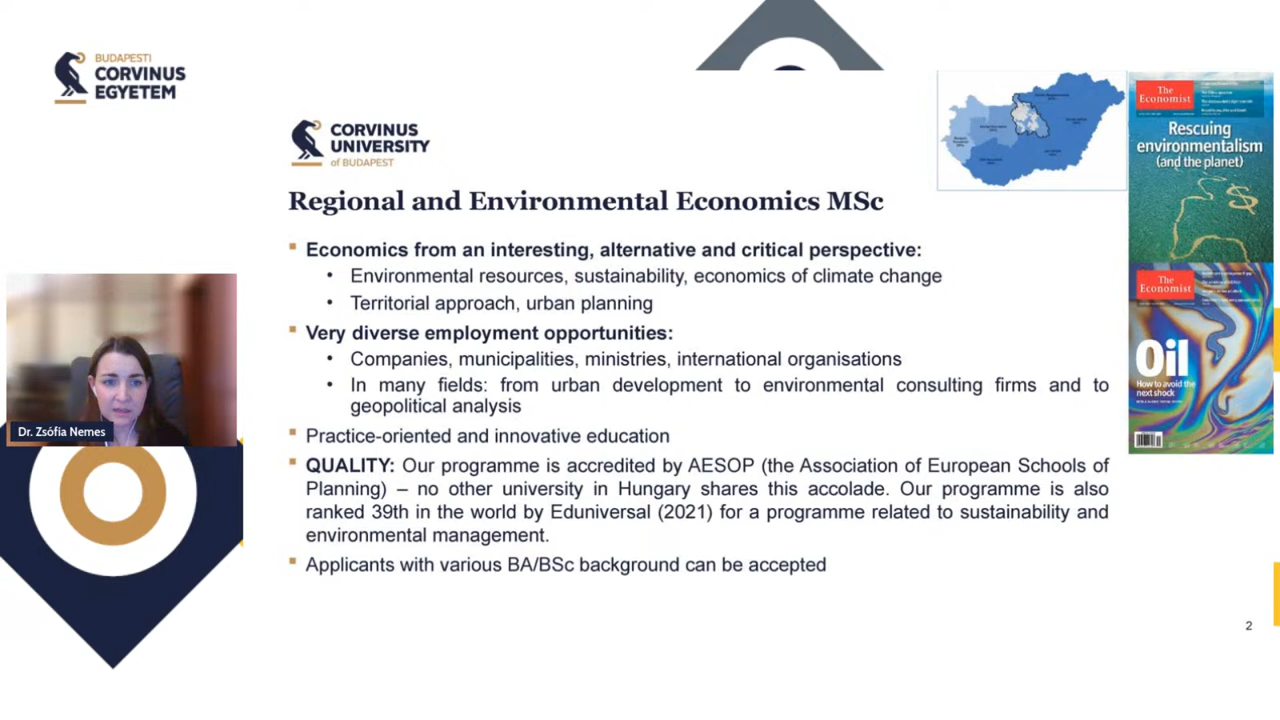 BUDAPESTI
CORVINUS
EGYETEM
CORVINUS
UNIVERSITY
of BUDAPEST
Regional and Environmental Economics MSc
Economics from an interesting, alternative and critical perspective:
• Environmental resources, sustainability, economics of climate change
• Territorial approach, urban planning
Very diverse employment opportunities:
• Companies, municipalities, ministries, international organisations
• In many fields: from urban development to environmental consulting firms and to
geopolitical analysis
Practice-oriented and innovative education
QUALITY: Our programme is accredited by AESOP (the Association of European Schools of
Planning) – no other university in Hungary shares this accolade. Our programme is also
ranked 39th in the world by Eduniversal (2021) for a programme related to sustainability and
environmental management.
Applicants with various BA/BSc background can be accepted
The
Economist
Rescuing
environmentalism
(and the planet)
$
The
Economist
Oil
How to avoid the
next shock
Dr. Zsófia Nemes
2